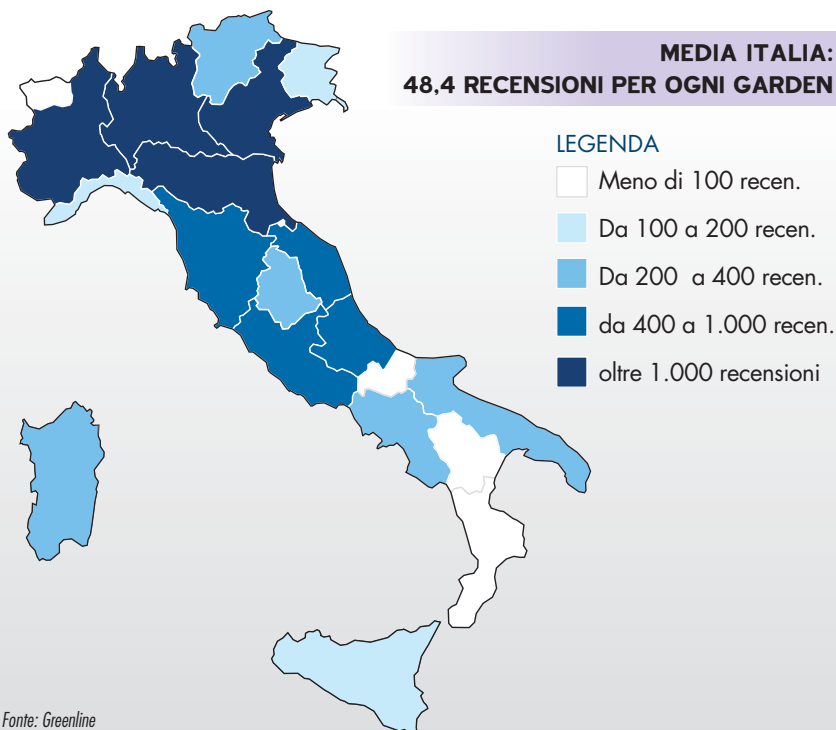 MEDIA ITALIA:
48,4 RECENSIONI PER OGNI GARDEN
LEGENDA
Meno di 100 recen.
Da 100 a 200 recen.
Da 200 a 400 recen.
da 400 a 1.000 recen.
oltre 1.000 recensioni
Fonte: Greenline